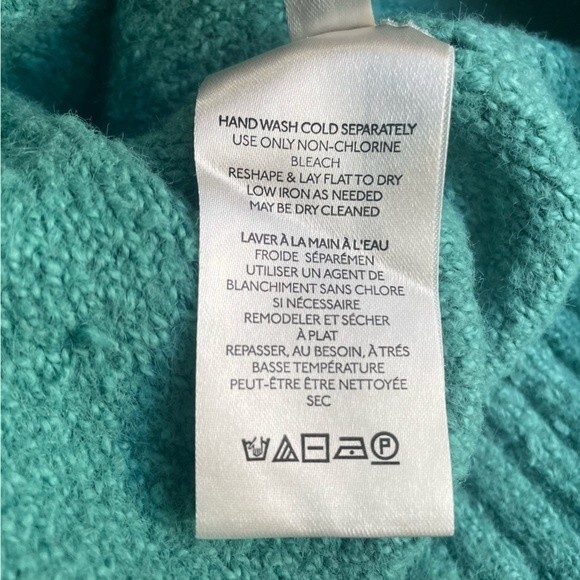 HAND WASH COLD SEPARATELY
USE ONLY NON-CHLORINE
BLEACH
RESHAPE & LAY FLAT TO DRY
LOW IRON AS NEEDED
MAY BE DRY CLEANED
LAVER À LA MAIN À L'EAU
FROIDE SÉPARÉMEN
UTILISER UN AGENT DE
BLANCHIMENT SANS CHLORE
SI NÉCESSAIRE
REMODELER ET SÉCHER
À PLAT
REPASSER, AU BESOIN, À TRÉS
BASSE TEMPÉRATURE
PEUT-ÊTRE ÊTRE NETTOYÉE
SEC
P